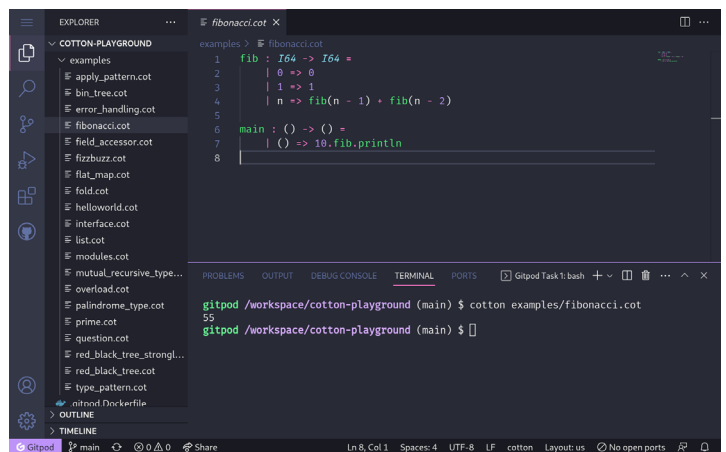 EXPLORER ...
COTTON-PLAYGROUND
examples
apply_pattern.cot
bin_tree.cot
error_handling.cot
fibonacci.cot
field_accessor.cot
fizzbuzz.cot
flat_map.cot
fold.cot
helloworld.cot
interface.cot
list.cot
modules.cot
mutual_recursive_type...
overload.cot
palindrome_type.cot
prime.cot
question.cot
red_black_tree_strongl...
red_black_tree.cot
type_pattern.cot
.gitpod.Dockerfile
OUTLINE
TIMELINE
fibonacci.cot
examples > fibonacci.cot
1 fib : I64 -> I64 =
2 | 0 => 0
3 | 1 => 1
4 | n => fib(n - 1) + fib(n - 2)
5
6 main : () -> () =
7 | () => 10.fib.println
8
PROBLEMS OUTPUT DEBUG CONSOLE TERMINAL PORTS Gitpod Task 1: bash
gitpod /workspace/cotton-playground (main) $ cotton examples/fibonacci.cot
55
gitpod /workspace/cotton-playground (main) $
Gitpod main 0 0 Share Ln 8, Col 1 Spaces: 4 UTF-8 LF cotton Layout: us No open ports